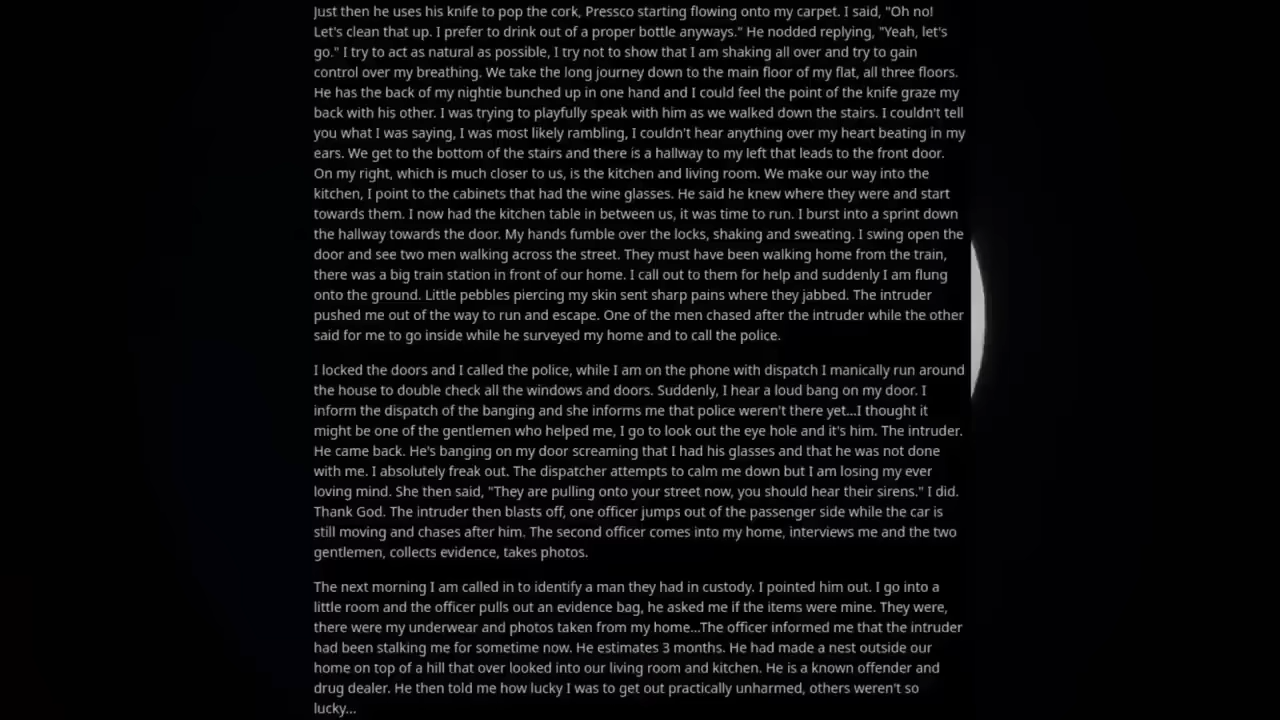 Just then he uses his knife to pop the cork, Pressco starting flowing onto my carpet. I said, "Oh no!
Let's clean that up. I prefer to drink out of a proper bottle anyways." He nodded replying, "Yeah, let's
go." I try to act as natural as possible, I try not to show that I am shaking all over and try to gain
control over my breathing. We take the long journey down to the main floor of my flat, all three floors.
He has the back of my nightie bunched up in one hand and I could feel the point of the knife graze my
back with his other. I was trying to playfully speak with him as we walked down the stairs. I couldn't tell
you what I was saying, I was most likely rambling, I couldn't hear anything over my heart beating in my
ears. We get to the bottom of the stairs and there is a hallway to my left that leads to the front door.
On my right, which is much closer to us, is the kitchen and living room. We make our way into the
kitchen, I point to the cabinets that had the wine glasses. He said he knew where they were and start
towards them. I now had the kitchen table in between us, it was time to run. I burst into a sprint down
the hallway towards the door. My hands fumble over the locks, shaking and sweating. I swing open the
door and see two men walking across the street. They must have been walking home from the train,
there was a big train station in front of our home. I call out to them for help and suddenly I am flung
onto the ground. Little pebbles piercing my skin sent sharp pains where they jabbed. The intruder
pushed me out of the way to run and escape. One of the men chased after the intruder while the other
said for me to go inside while he surveyed my home and to call the police.
I locked the doors and I called the police, while I am on the phone with dispatch I manically run around
the house to double check all the windows and doors. Suddenly, I hear a loud bang on my door. I
inform the dispatch of the banging and she informs me that police weren't there yet...I thought it
might be one of the gentlemen who helped me, I go to look out the eye hole and it's him. The intruder.
He came back. He's banging on my door screaming that I had his glasses and that he was not done
with me. I absolutely freak out. The dispatcher attempts to calm me down but I am losing my ever
loving mind. She then said, "They are pulling onto your street now, you should hear their sirens." I did.
Thank God. The intruder then blasts off, one officer jumps out of the passenger side while the car is
still moving and chases after him. The second officer comes into my home, interviews me and the two
gentlemen, collects evidence, takes photos.
The next morning I am called in to identify a man they had in custody. I pointed him out. I go into a
little room and the officer pulls out an evidence bag, he asked me if the items were mine. They were,
there were my underwear and photos taken from my home...The officer informed me that the intruder
had been stalking me for sometime now. He estimates 3 months. He had made a nest outside our
home on top of a hill that over looked into our living room and kitchen. He is a known offender and
drug dealer. He then told me how lucky I was to get out practically unharmed, others weren't so
lucky...